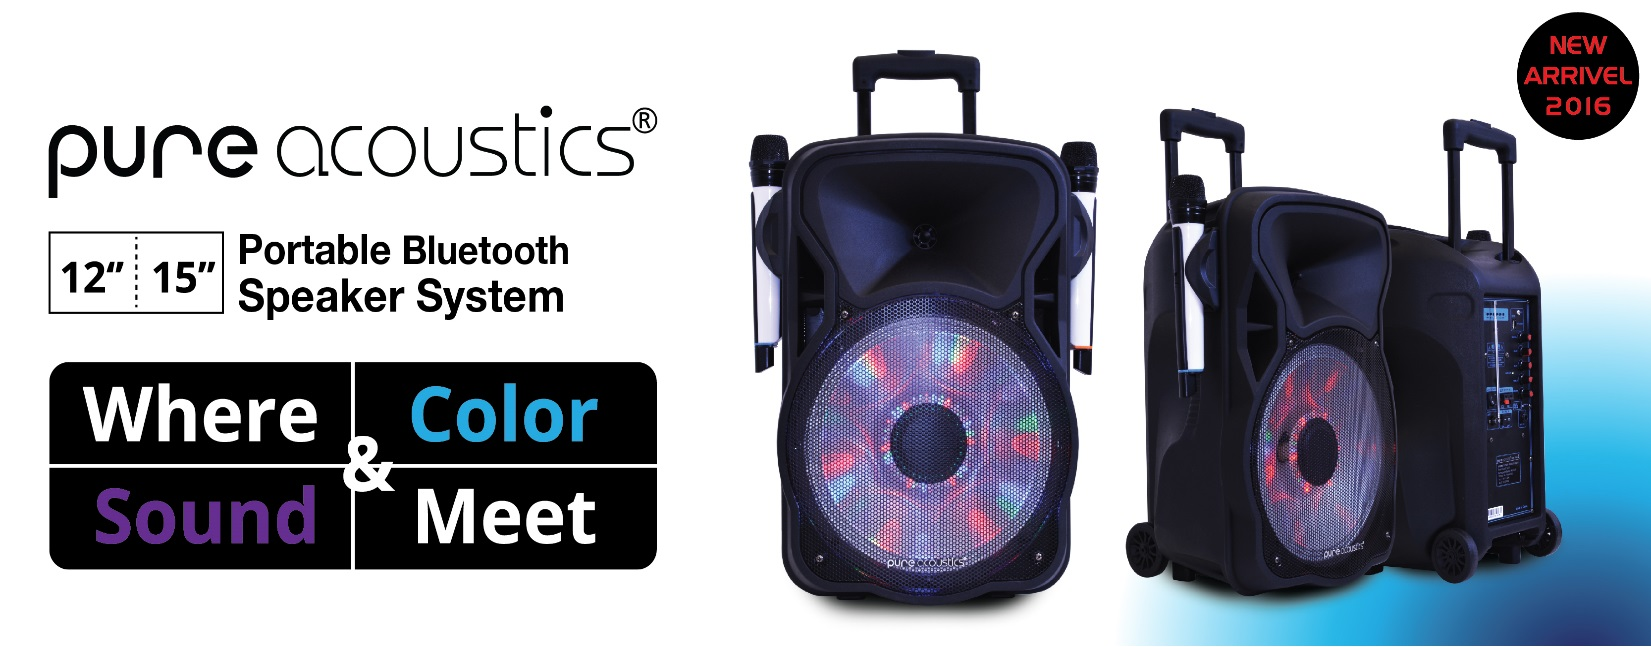 pure acoustics®
12” 15” Portable Bluetooth
Speaker System
Where Color
&
Sound Meet
pure acoustics
pure acoustics
NEW
ARRIVEL
2016